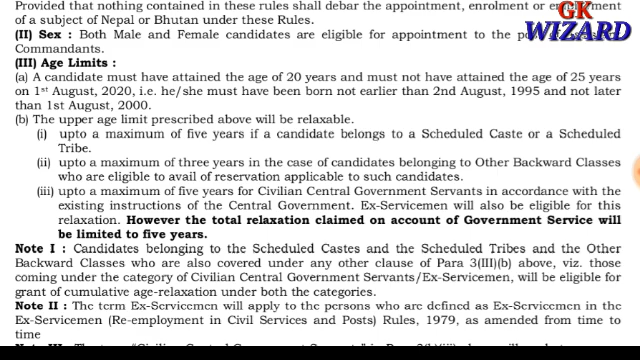 Provided that nothing contained in these rules shall debar the appointment, enrolment or employment
of a subject of Nepal or Bhutan under these Rules.
GK
WIZARD
(II) Sex : Both Male and Female candidates are eligible for appointment to the post of
Commandants.
(III) Age Limits :
(a) A candidate must have attained the age of 20 years and must not have attained the age of 25 years
on 1st August, 2020, i.e. he/she must have been born not earlier than 2nd August, 1995 and not later
than 1st August, 2000.
(b) The upper age limit prescribed above will be relaxable.
(i) upto a maximum of five years if a candidate belongs to a Scheduled Caste or a Scheduled
Tribe.
(ii) upto a maximum of three years in the case of candidates belonging to Other Backward Classes
who are eligible to avail of reservation applicable to such candidates.
(iii) upto a maximum of five years for Civilian Central Government Servants in accordance with the
existing instructions of the Central Government. Ex-Servicemen will also be eligible for this
relaxation. However the total relaxation claimed on account of Government Service will
be limited to five years.
Note I : Candidates belonging to the Scheduled Castes and the Scheduled Tribes and the Other
Backward Classes who are also covered under any other clause of Para 3(III)(b) above, viz. those
coming under the category of Civilian Central Government Servants/Ex-Servicemen, will be eligible for
grant of cumulative age-relaxation under both the categories.
Note II : The term Ex-Servicemen will apply to the persons who are defined as Ex-Servicemen in the
Ex-Servicemen (Re-employment in Civil Services and Posts) Rules, 1979, as amended from time to
time